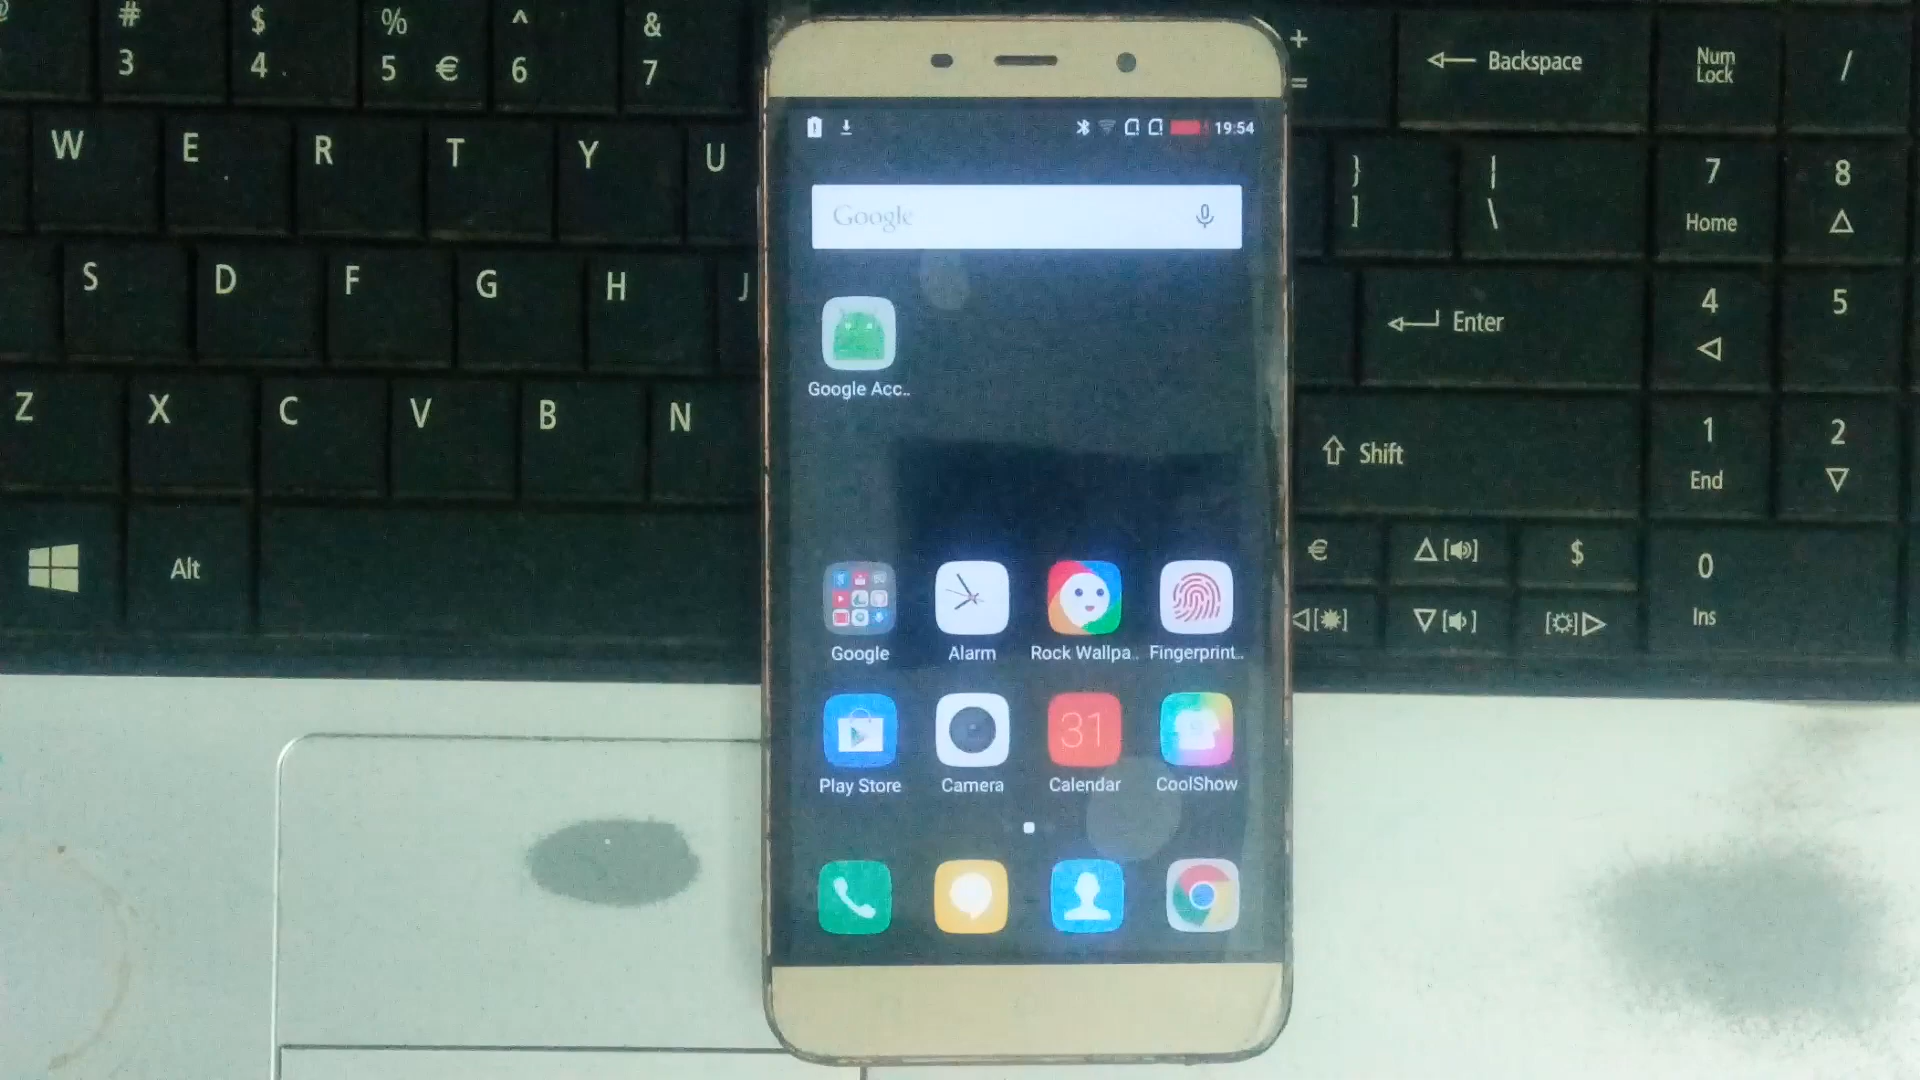 # $ % ^ &
3 4 5 € 6 7
+
=
Backspace
Num
Lock
/
19:54
W E R T Y U
}
]
|
\
7
Home
8
Google
S D F G H J
Enter
4
5
Google Acc..
Z X C V B N
Shift
1
End
2
Alt
€
$
0
Ins
Google
Alarm
Rock Wallpa..
Fingerprint..
31
Play Store
Camera
Calendar
CoolShow